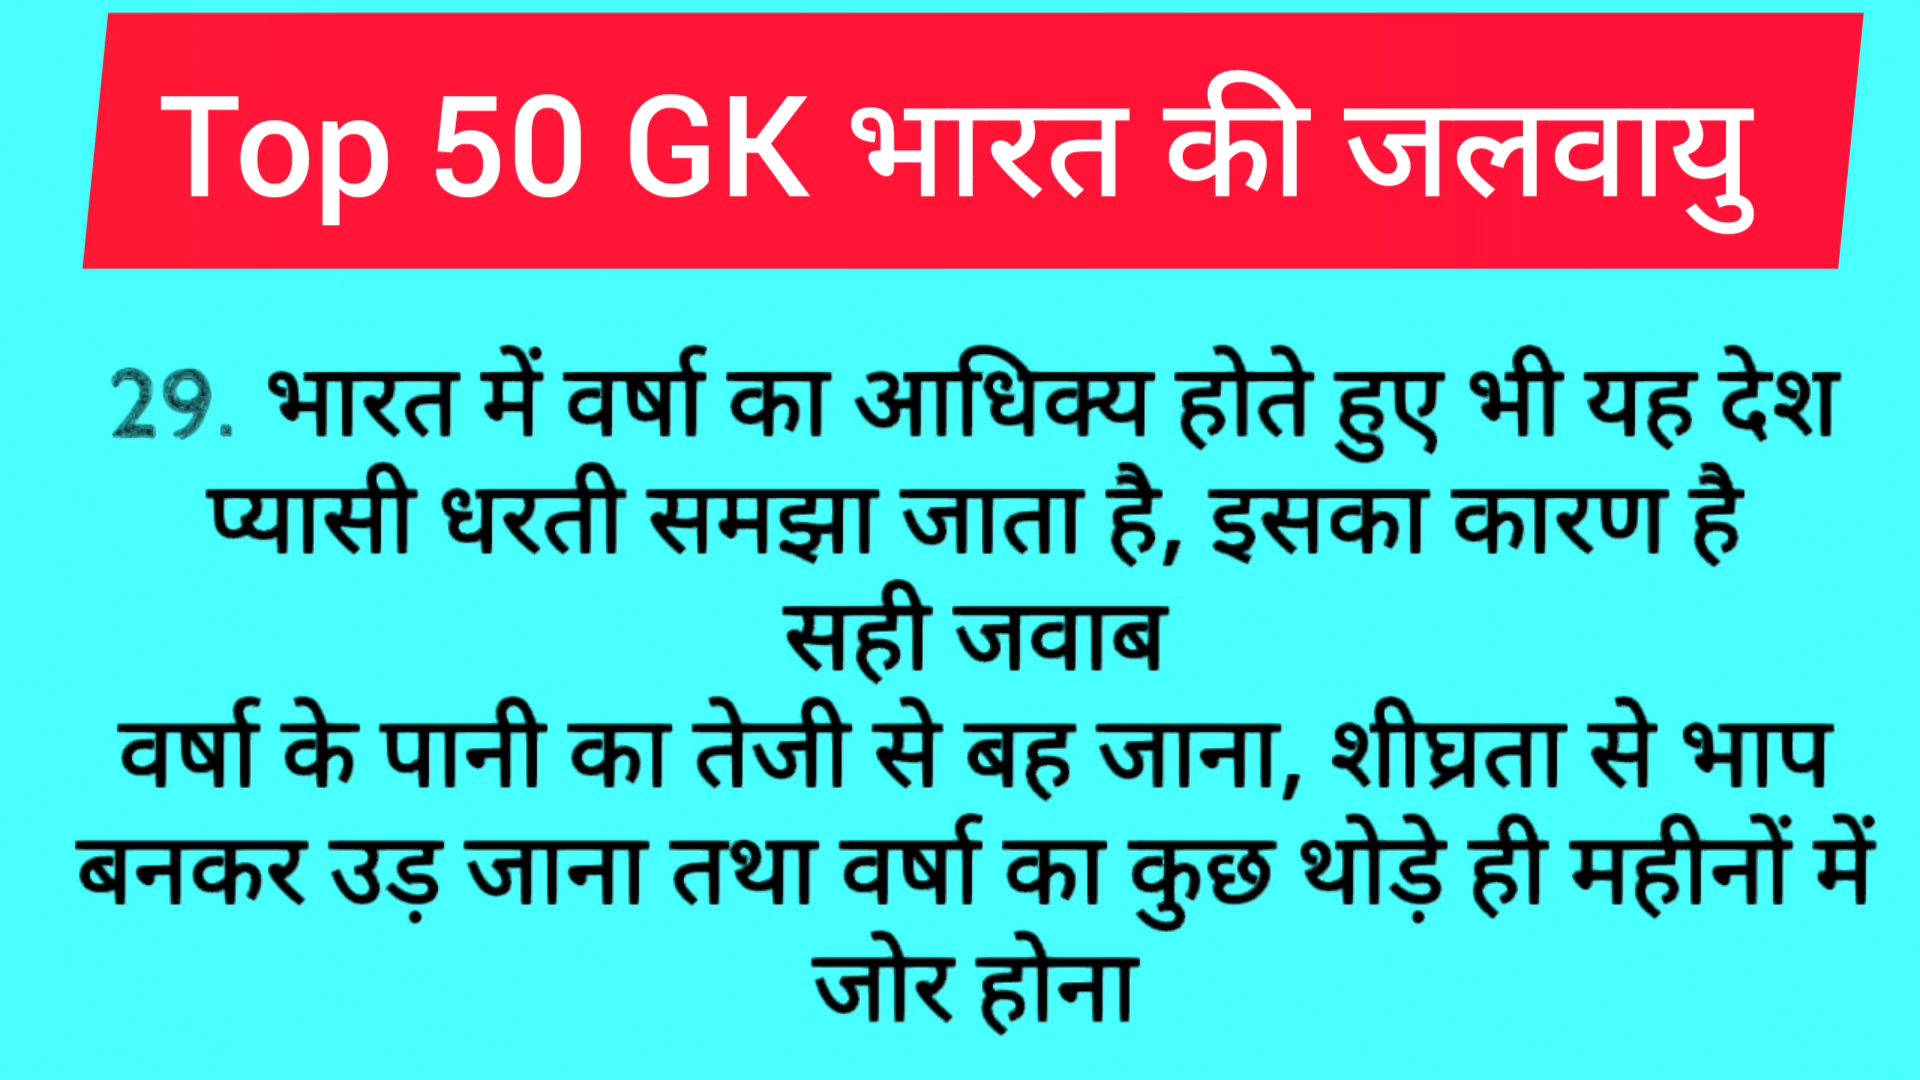 Top 50 GK भारत की जलवायु
29. भारत में वर्षा का आधिक्य होते हुए भी यह देश
प्यासी धरती समझा जाता है, इसका कारण है
सही जवाब
वर्षा के पानी का तेजी से बह जाना, शीघ्रता से भाप
बनकर उड़ जाना तथा वर्षा का कुछ थोड़े ही महीनों में
जोर होना